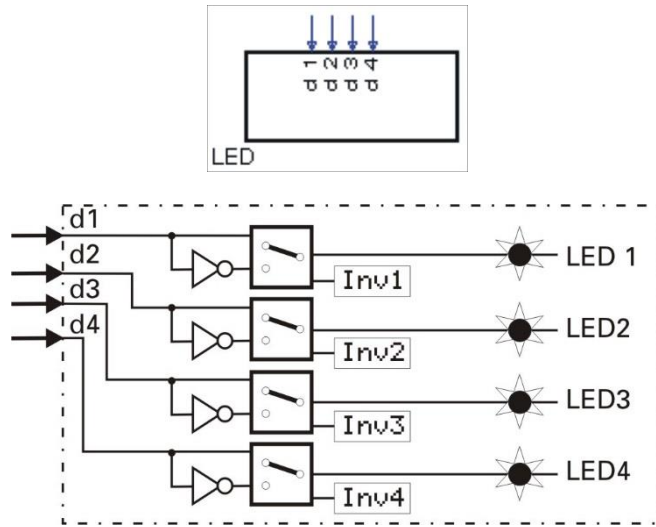 d1
d2
d3
d4
LED
d1
d2
d3
d4
Inv1
LED 1
Inv2
LED2
Inv3
LED3
Inv4
LED4